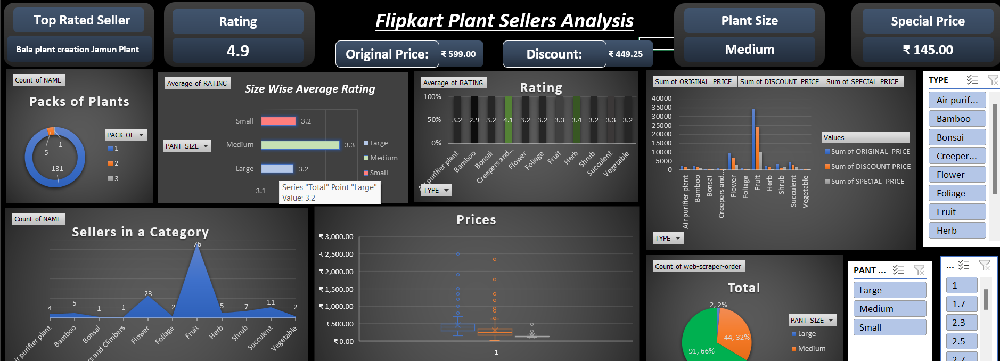 Top Rated Seller
Bala plant creation Jamun Plant
Rating
4.9
Flipkart Plant Sellers Analysis
Original Price:
₹ 599.00
Discount:
₹ 449.25
Plant Size
Medium
Special Price
₹ 145.00
Count of NAME
Packs of Plants
1
5
131
PACK OF
1
2
3
Average of RATING
Size Wise Average Rating
PANT SIZE
Small
3.2
Medium
3.3
Large
3.2
3.1
Large
Medium
Small
Series "Total" Point "Large"
Value: 3.2
Average of RATING
Rating
100%
50%
0%
3.2 2.9 3.2 4.1 3.2 3.2 3.3 3.4 3.2 3.3 3.2
Air purifier plant
Bamboo
Bonsai
Creepers and...
Flower
Foliage
Fruit
Herb
Shrub
Succulent
Vegetable
TYPE
Sum of ORIGINAL_PRICE
Sum of DISCOUNT PRICE
Sum of SPECIAL_PRICE
40000
35000
30000
25000
20000
15000
10000
5000
0
Air purifier plant
Bamboo
Bonsai
Creepers and...
Flower
Foliage
Fruit
Herb
Shrub
Succulent
Vegetable
Values
Sum of ORIGINAL_PRICE
Sum of DISCOUNT PRICE
Sum of SPECIAL_PRICE
TYPE
TYPE
Air purif...
Bamboo
Bonsai
Creeper...
Flower
Foliage
Fruit
Herb
Count of NAME
Sellers in a Category
4 5 1 1 23 2 76 5 7 11 2
ir purifier plant
Bamboo
Bonsai
rs and Climbers
Flower
Foliage
Fruit
Herb
Shrub
Succulent
Vegetable
Prices
₹ 3,000.00
₹ 2,500.00
₹ 2,000.00
₹ 1,500.00
₹ 1,000.00
₹ 500.00
₹ 0.00
1
Count of web-scraper-order
Total
2, 2%
44, 32%
91, 66%
PANT SIZE
Large
Medium
PANT ...
Large
Medium
Small
...
1
1.7
2.3
2.5
2.7